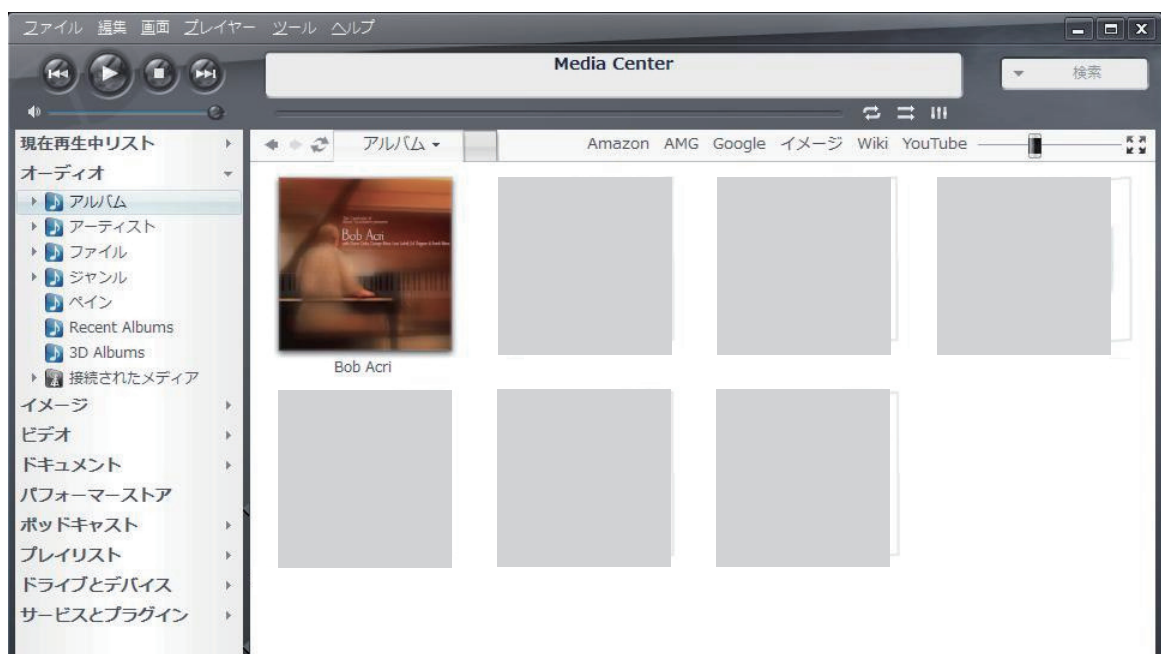 ファイル 編集 画面 プレイヤー ツール ヘルプ
Media Center
検索
現在再生中リスト
アルバム
Amazon AMG Google イメージ Wiki YouTube
オーディオ
アルバム
アーティスト
ファイル
ジャンル
ペイン
Recent Albums
3D Albums
接続されたメディア
イメージ
ビデオ
ドキュメント
パフォーマーストア
ポッドキャスト
プレイリスト
ドライブとデバイス
サービスとプラグイン
Bob Acri
Bob Acri